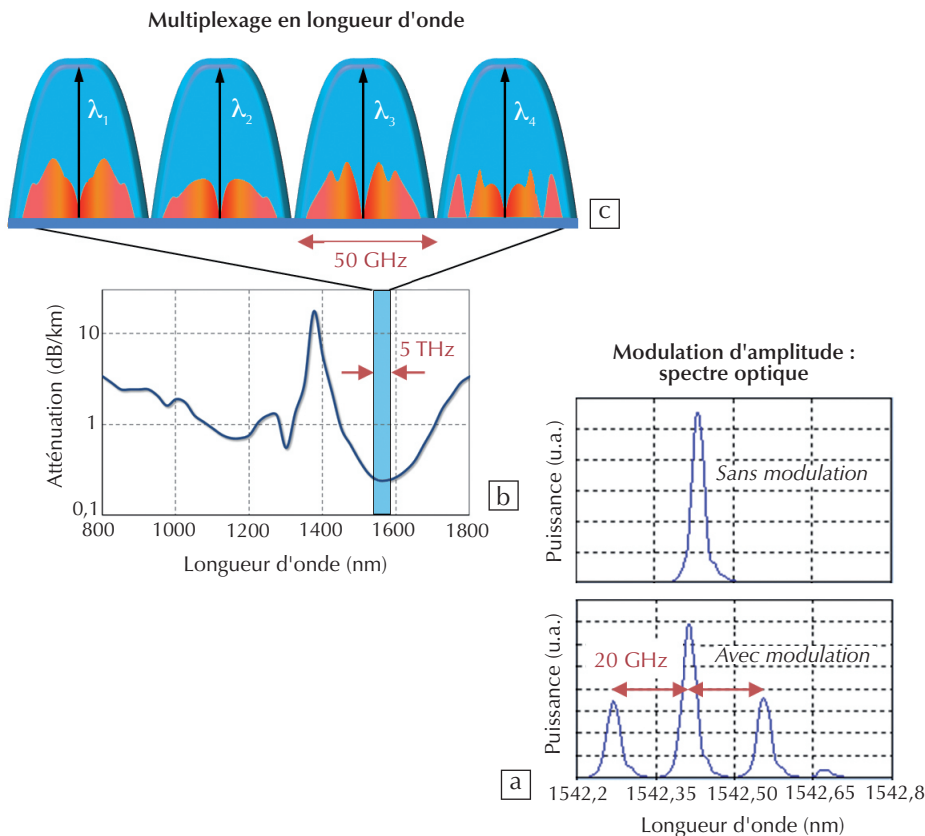 Multiplexage en longueur d'onde
λ1 λ2 λ3 λ4
c
50 GHz
Atténuation (dB/km)
10
1
0,1
5 THz
b
800 1000 1200 1400 1600 1800
Longueur d'onde (nm)
Modulation d'amplitude :
spectre optique
Puissance (u.a.)
Sans modulation
Puissance (u.a.)
20 GHz
Avec modulation
a
1542,2 1542,35 1542,50 1542,65 1542,8
Longueur d'onde (nm)